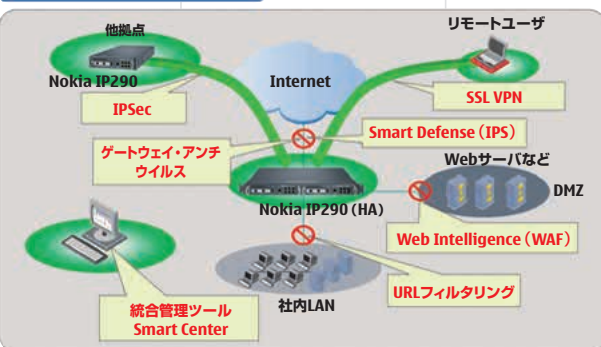 他拠点
リモートユーザ
Nokia IP290
Internet
IPSec
SSL VPN
Smart Defense（IPS）
ゲートウェイ・アンチ
ウイルス
Webサーバなど
DMZ
Nokia IP290（HA）
Web Intelligence（WAF）
URLフィルタリング
社内LAN
統合管理ツール
Smart Center